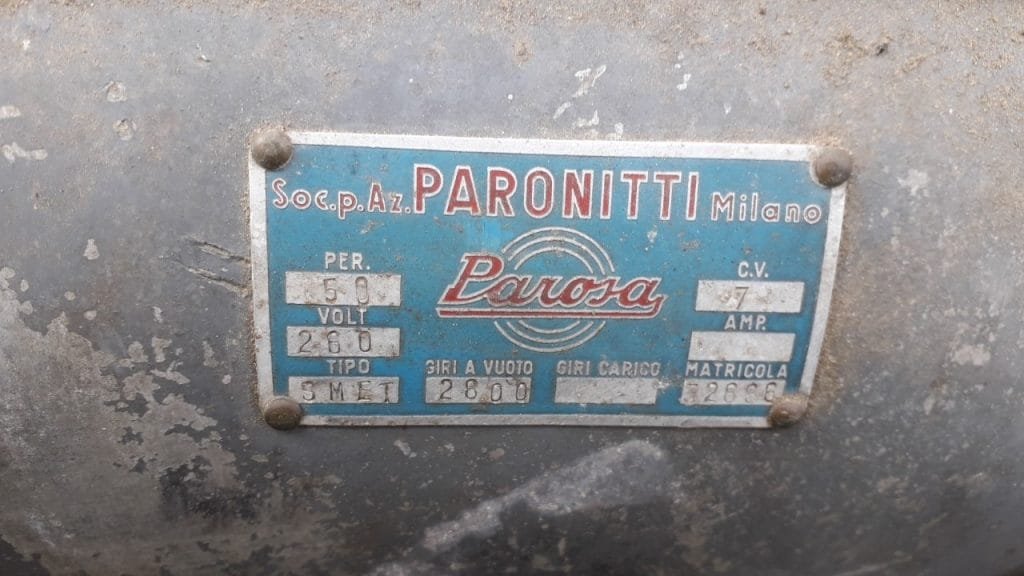 Soc.p.Az. PARONITTI Milano
Parosa
PER.
50
VOLT
260
TIPO
SMET
GIRI A VUOTO
2800
GIRI CARICO
C.V.
7
AMP.
MATRICOLA